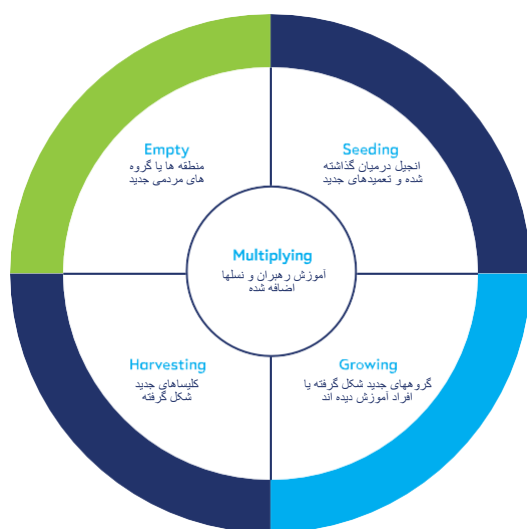 Empty
منطقه ها یا گروه
های مردمی جدید
Seeding
انجیل درمیان گذاشته
شده و تعمیدهای جدید
Multiplying
آموزش رهبران و نسلها
اضافه شده
Harvesting
کلیساهای جدید
شکل گرفته
Growing
گروههای جدید شکل گرفته یا
افراد آموزش دیده اند